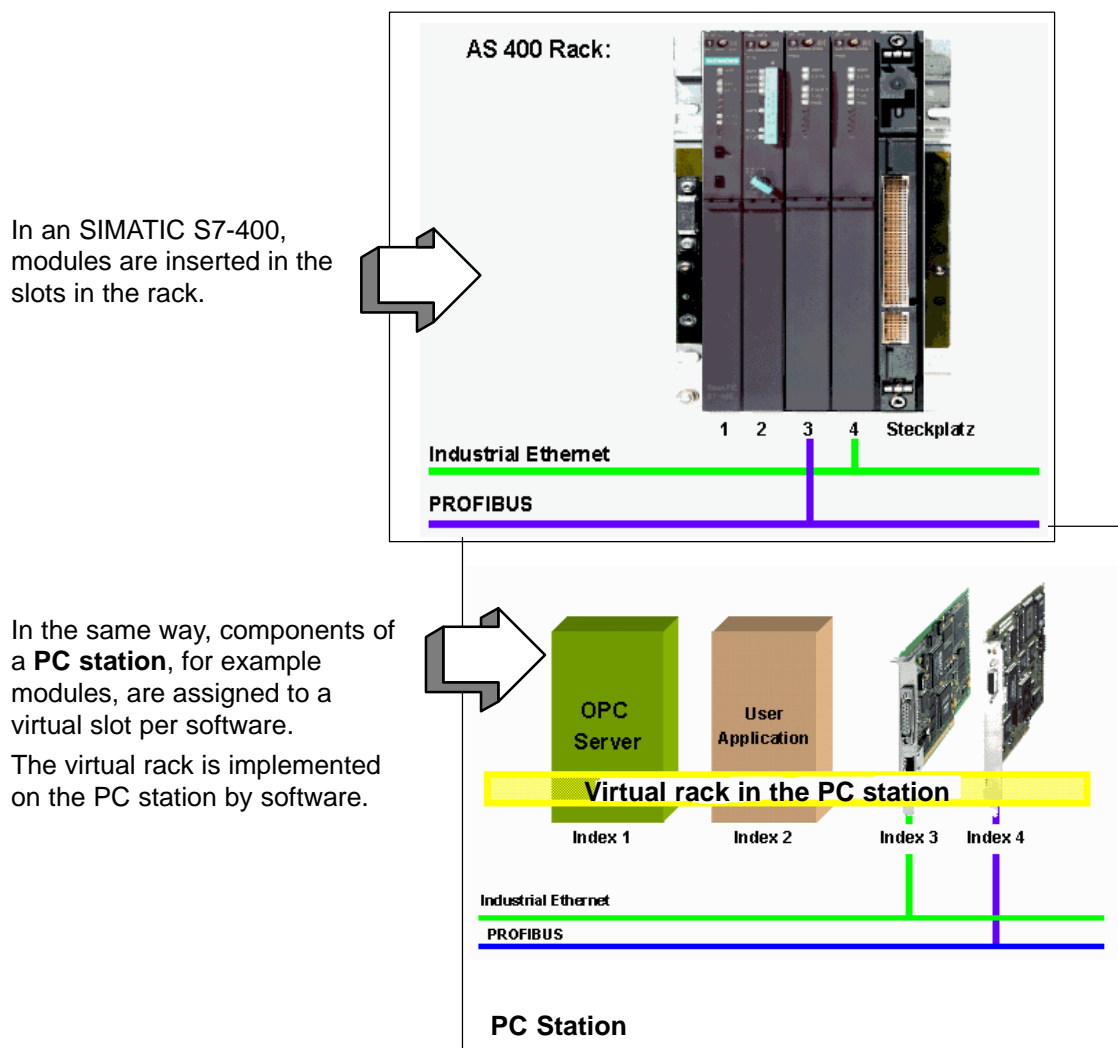 AS 400 Rack:
SIEMENS
In an SIMATIC S7-400,
modules are inserted in the
slots in the rack.
1 2 3 4 Steckplatz
Industrial Ethernet
PROFIBUS
In the same way, components of
a PC station, for example
modules, are assigned to a
virtual slot per software.
The virtual rack is implemented
on the PC station by software.
OPC
Server
User
Application
Virtual rack in the PC station
Index 1 Index 2 Index 3 Index 4
Industrial Ethernet
PROFIBUS
PC Station